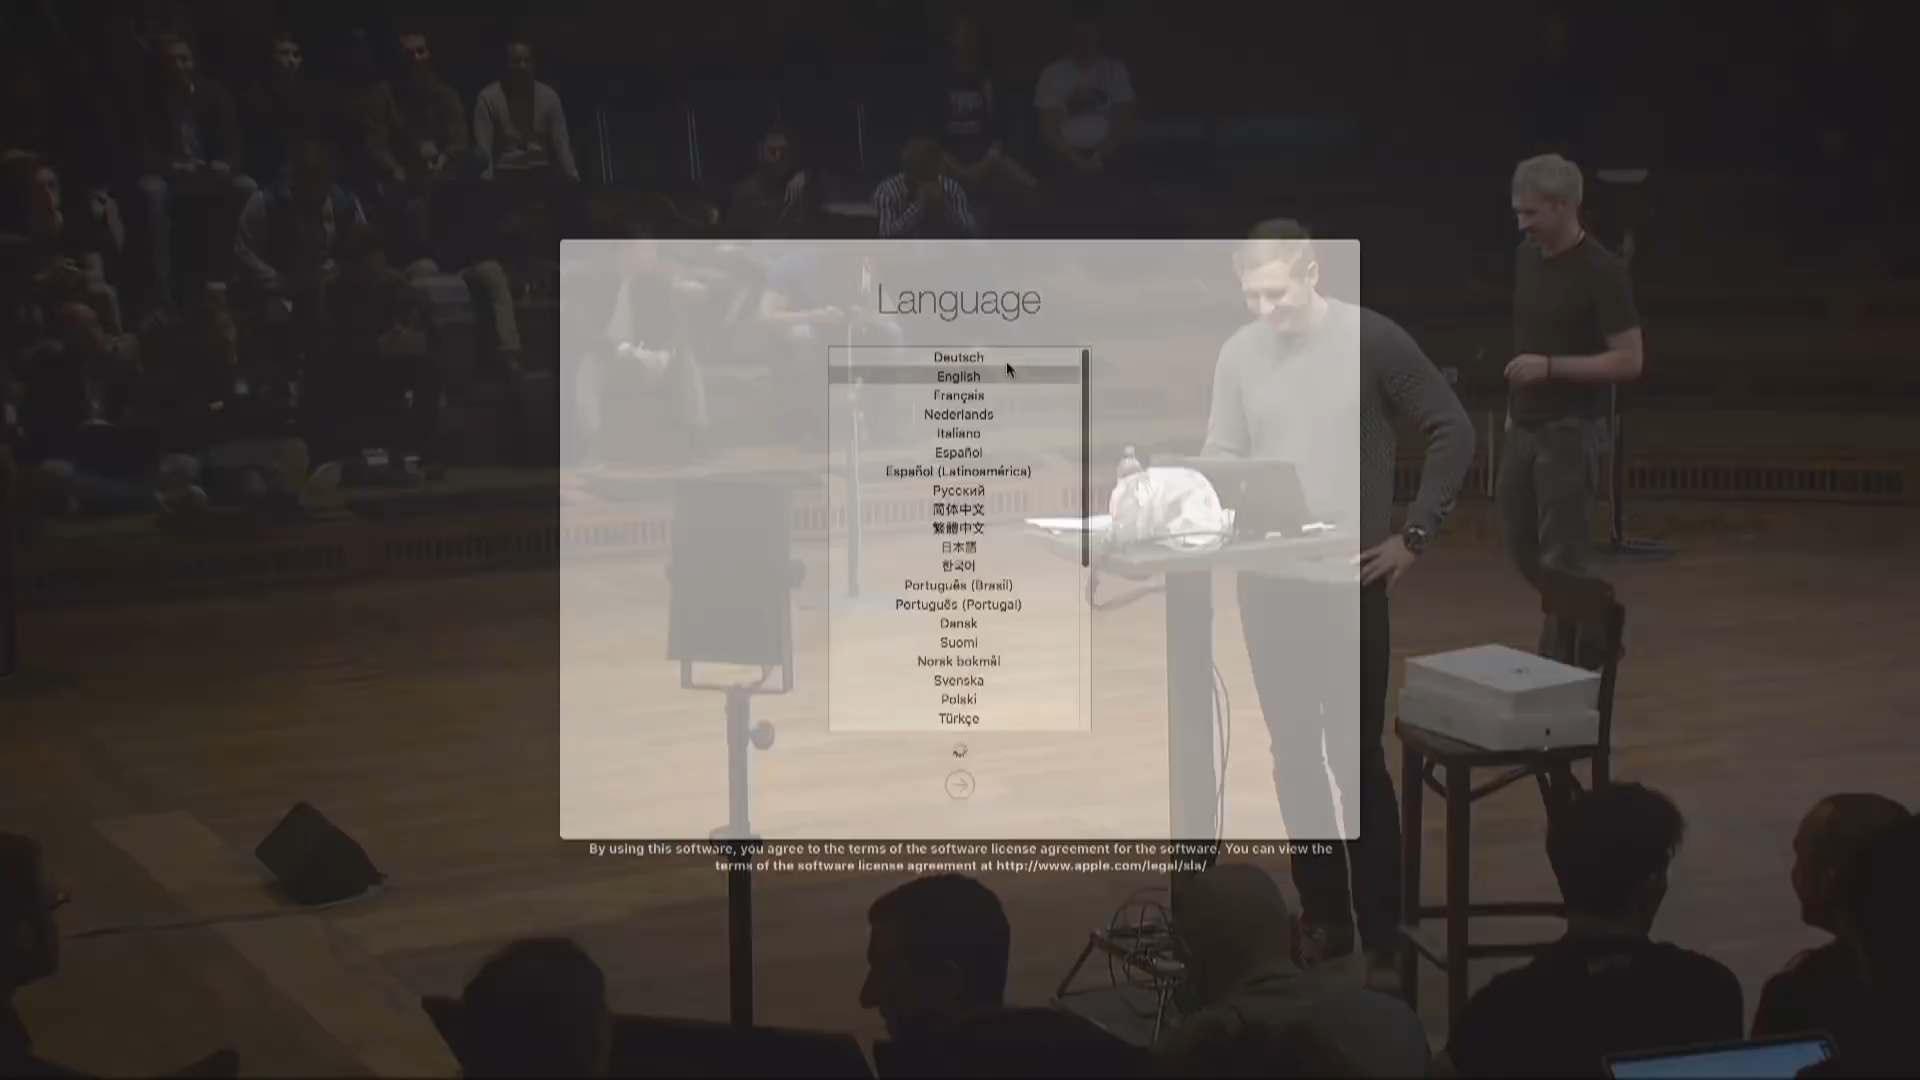 Language
Deutsch
English
Français
Nederlands
Italiano
Español
Español (Latinoamérica)
Русский
简体中文
繁體中文
日本語
한국어
Português (Brasil)
Português (Portugal)
Dansk
Suomi
Norsk bokmål
Svenska
Polski
Türkçe
By using this software, you agree to the terms of the software license agreement for the software. You can view the
terms of the software license agreement at http://www.apple.com/legal/sla/